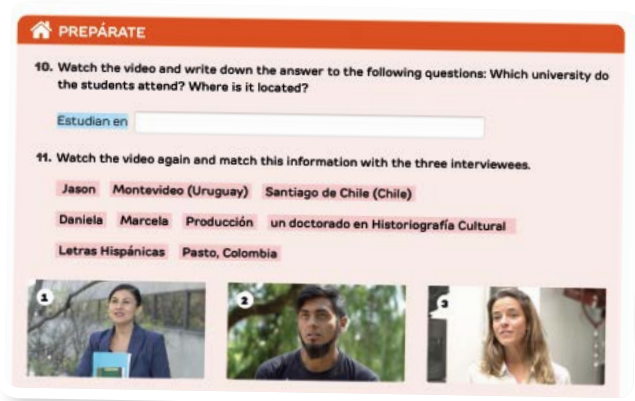 PREPÁRATE
10. Watch the video and write down the answer to the following questions: Which university do
the students attend? Where is it located?
Estudian en
11. Watch the video again and match this information with the three interviewees.
Jason Montevideo (Uruguay) Santiago de Chile (Chile)
Daniela Marcela Producción un doctorado en Historiografía Cultural
Letras Hispánicas Pasto, Colombia
1 2 3